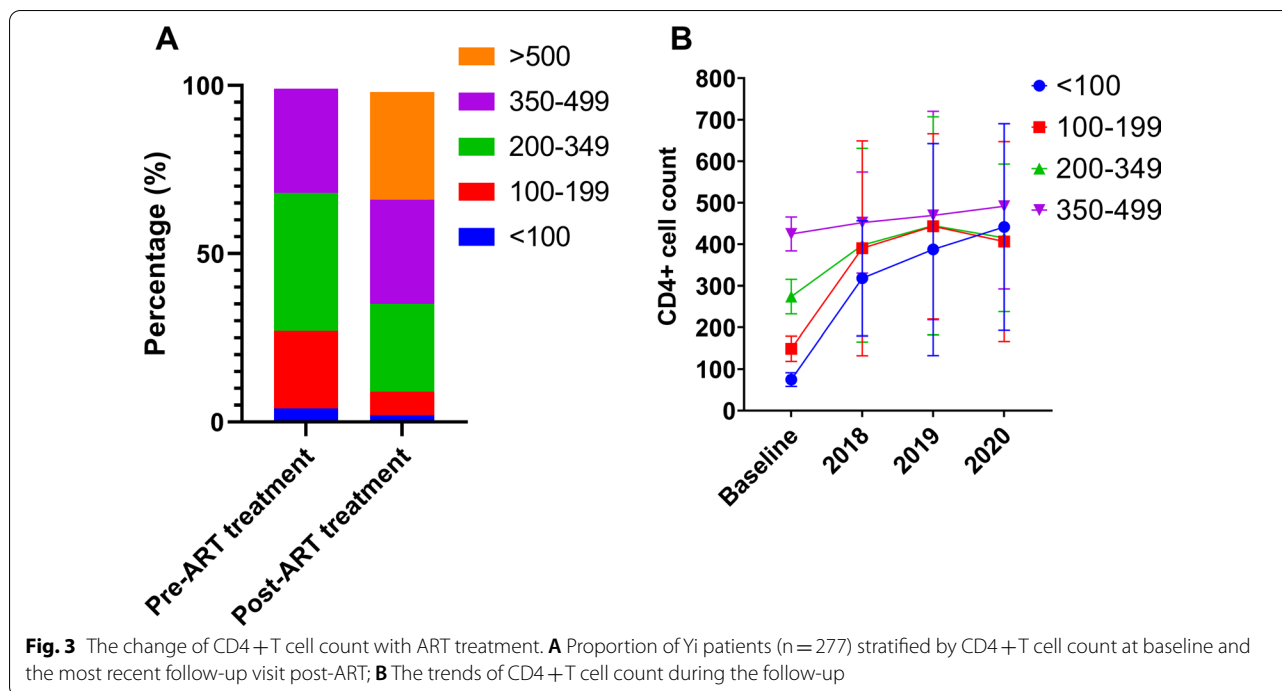 A
>500
350-499
200-349
100-199
<100
Percentage (%)
100
50
0
Pre-ART treatment
Post-ART treatment
B
<100
100-199
200-349
350-499
CD4+ cell count
800
700
600
500
400
300
200
100
0
Baseline
2018
2019
2020
Fig. 3 The change of CD4+T cell count with ART treatment. A Proportion of Yi patients (n=277) stratified by CD4+T cell count at baseline and
the most recent follow-up visit post-ART; B The trends of CD4+T cell count during the follow-up